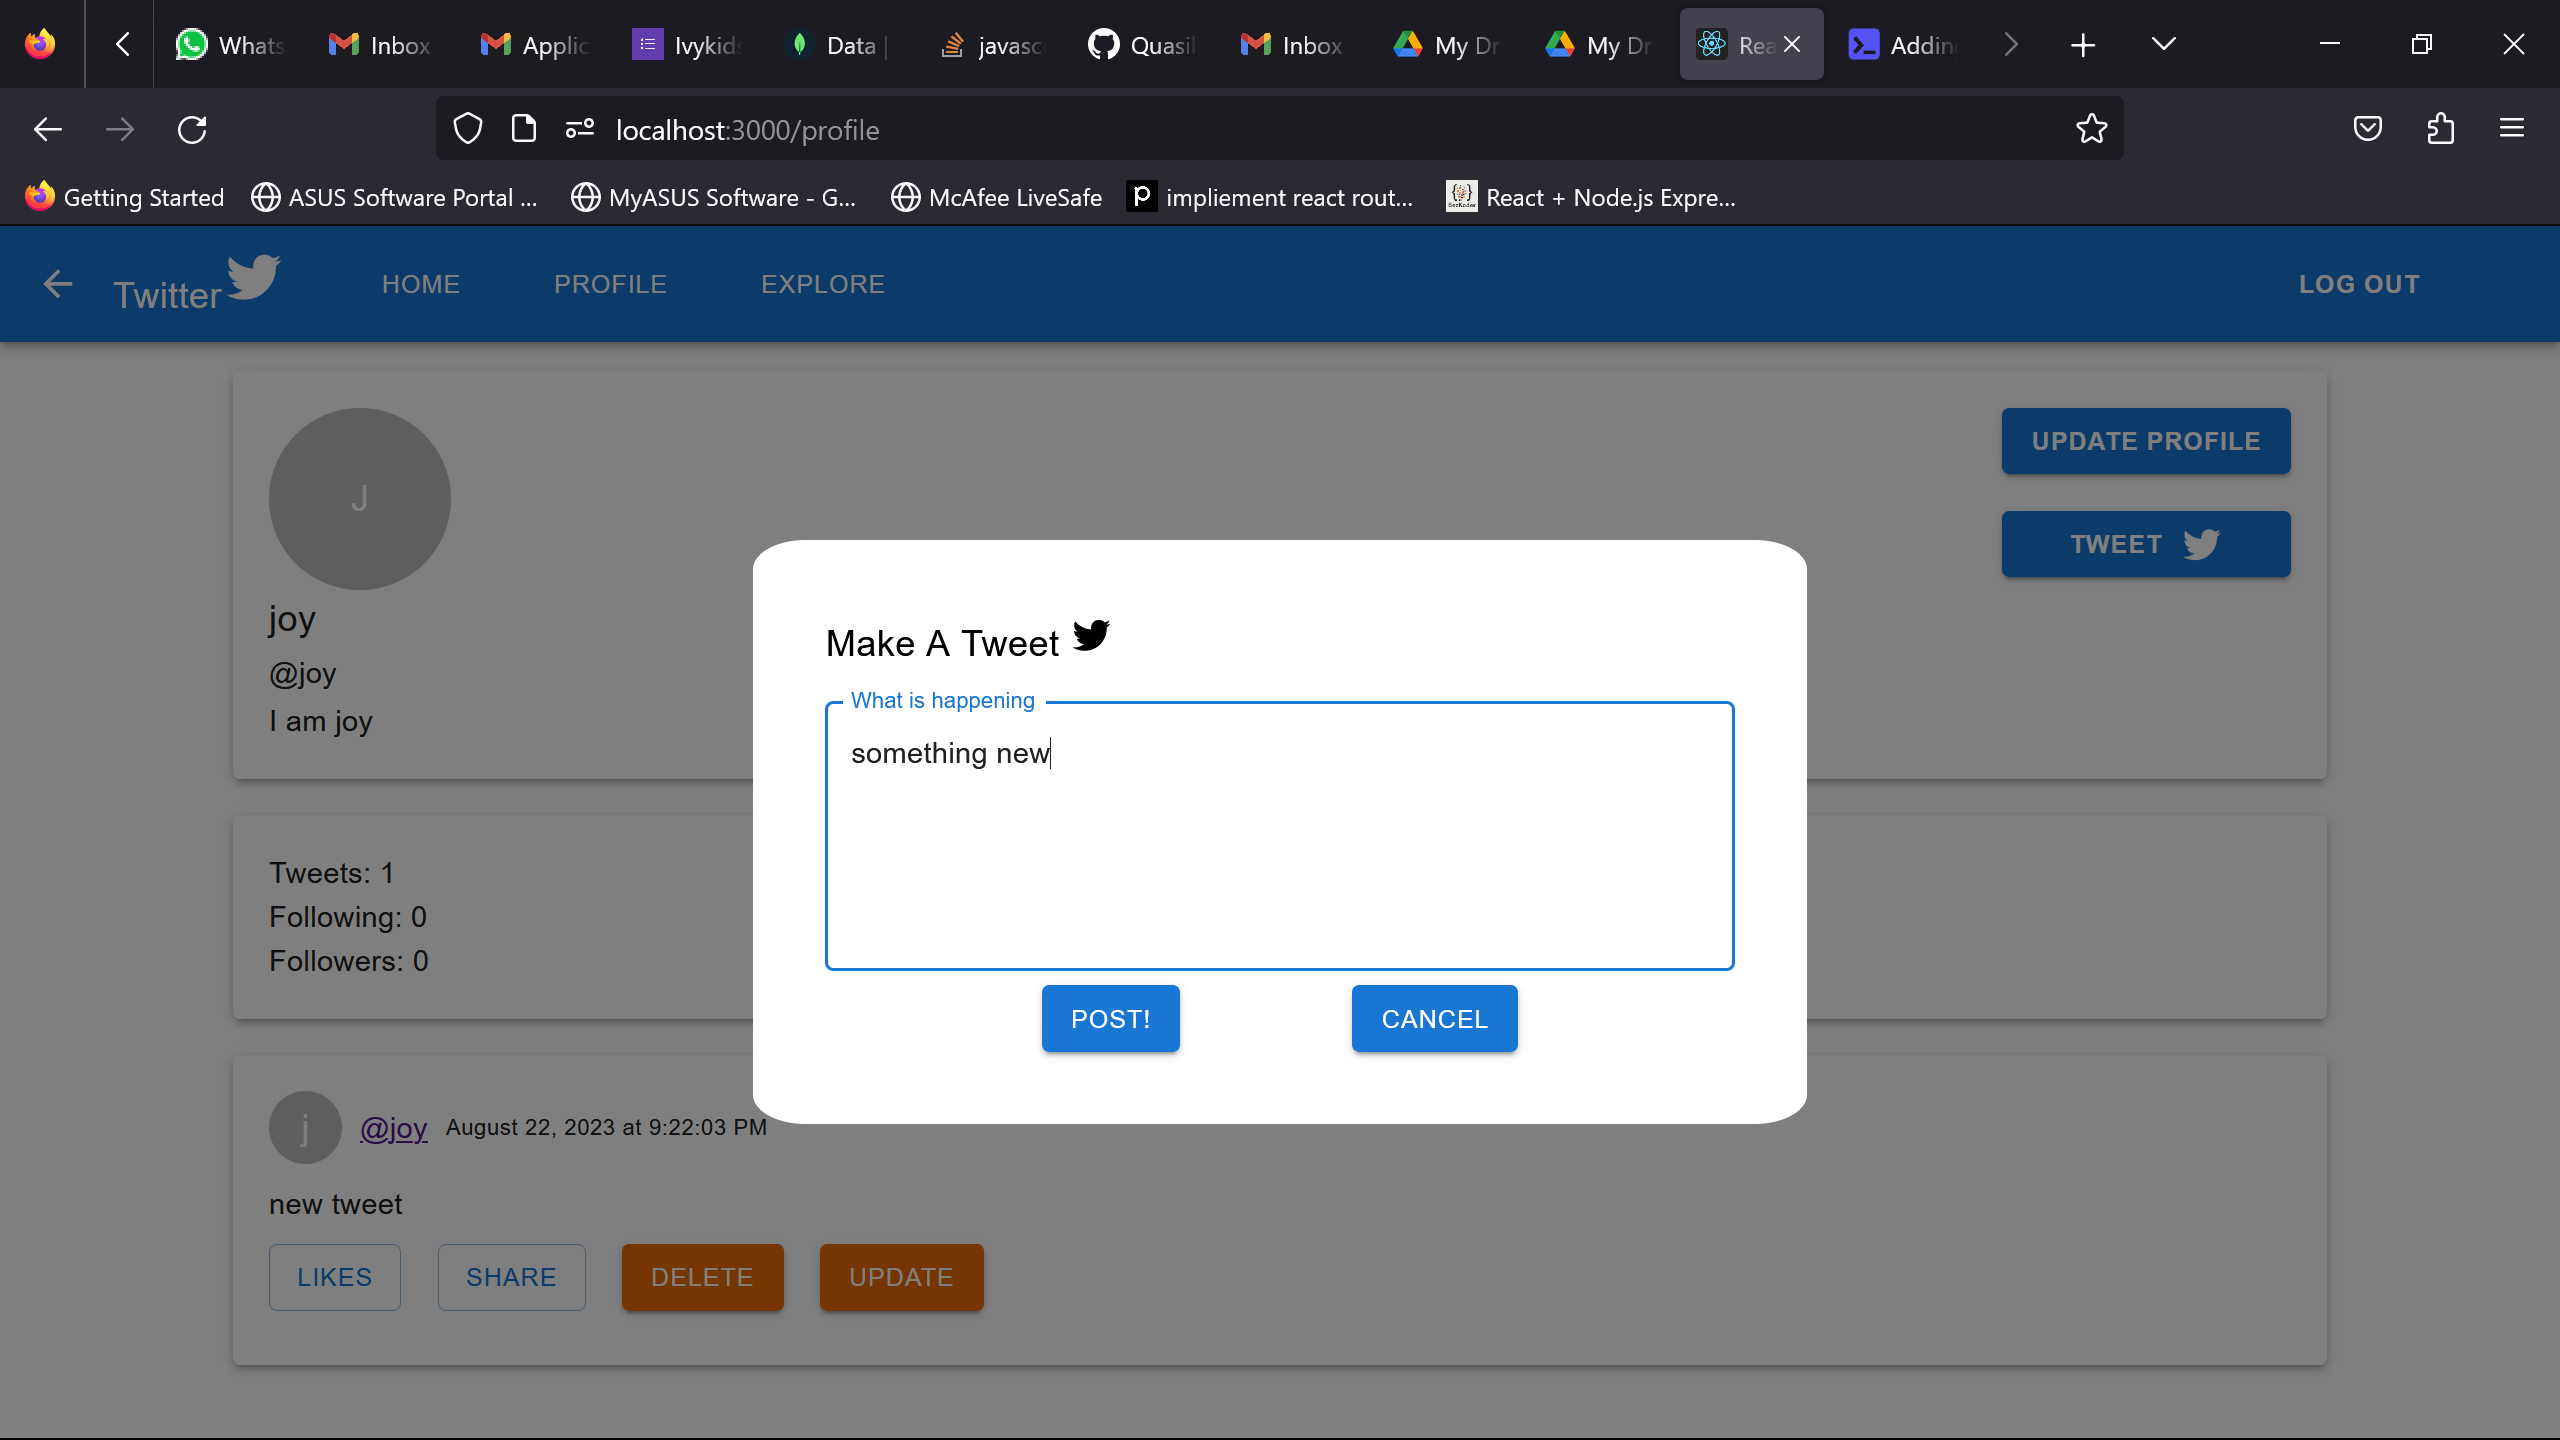 Whats Inbox Applic Ivykids Data | javasc Quasil Inbox My Dr My Dr Rea Adding
localhost:3000/profile
Getting Started ASUS Software Portal ... MyASUS Software - G... McAfee LiveSafe impliement react rout... React + Node.js Expre...
Twitter HOME PROFILE EXPLORE LOG OUT
J
UPDATE PROFILE
TWEET
joy
@joy
I am joy
Make A Tweet
What is happening
something new
POST! CANCEL
Tweets: 1
Following: 0
Followers: 0
j @joy August 22, 2023 at 9:22:03 PM
new tweet
LIKES SHARE DELETE UPDATE